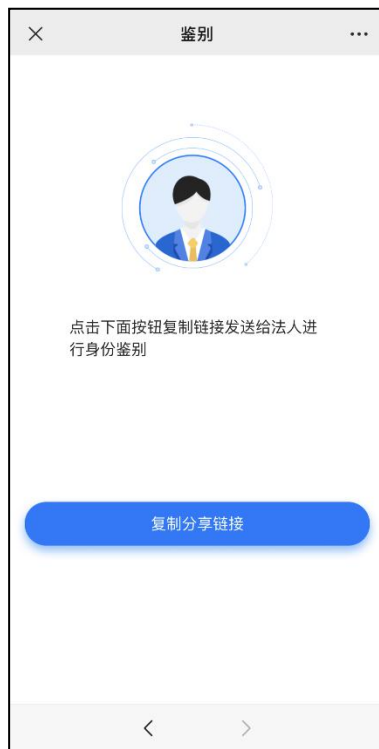 鉴别
点击下面按钮复制链接发送给法人进
行身份鉴别
复制分享链接